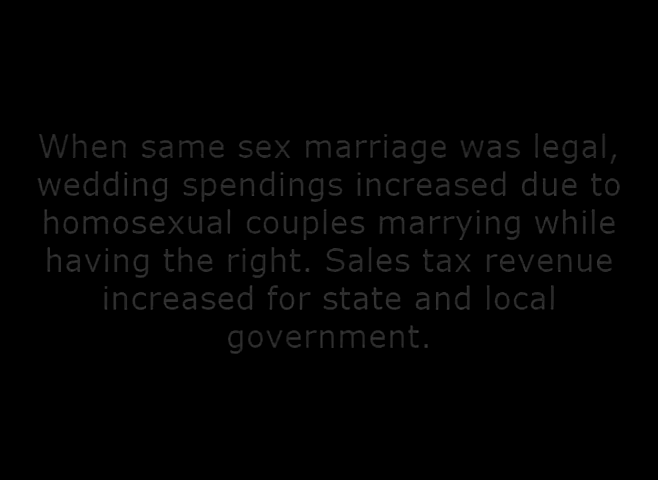 When same sex marriage was legal,
wedding spendings increased due to
homosexual couples marrying while
having the right. Sales tax revenue
increased for state and local
government.